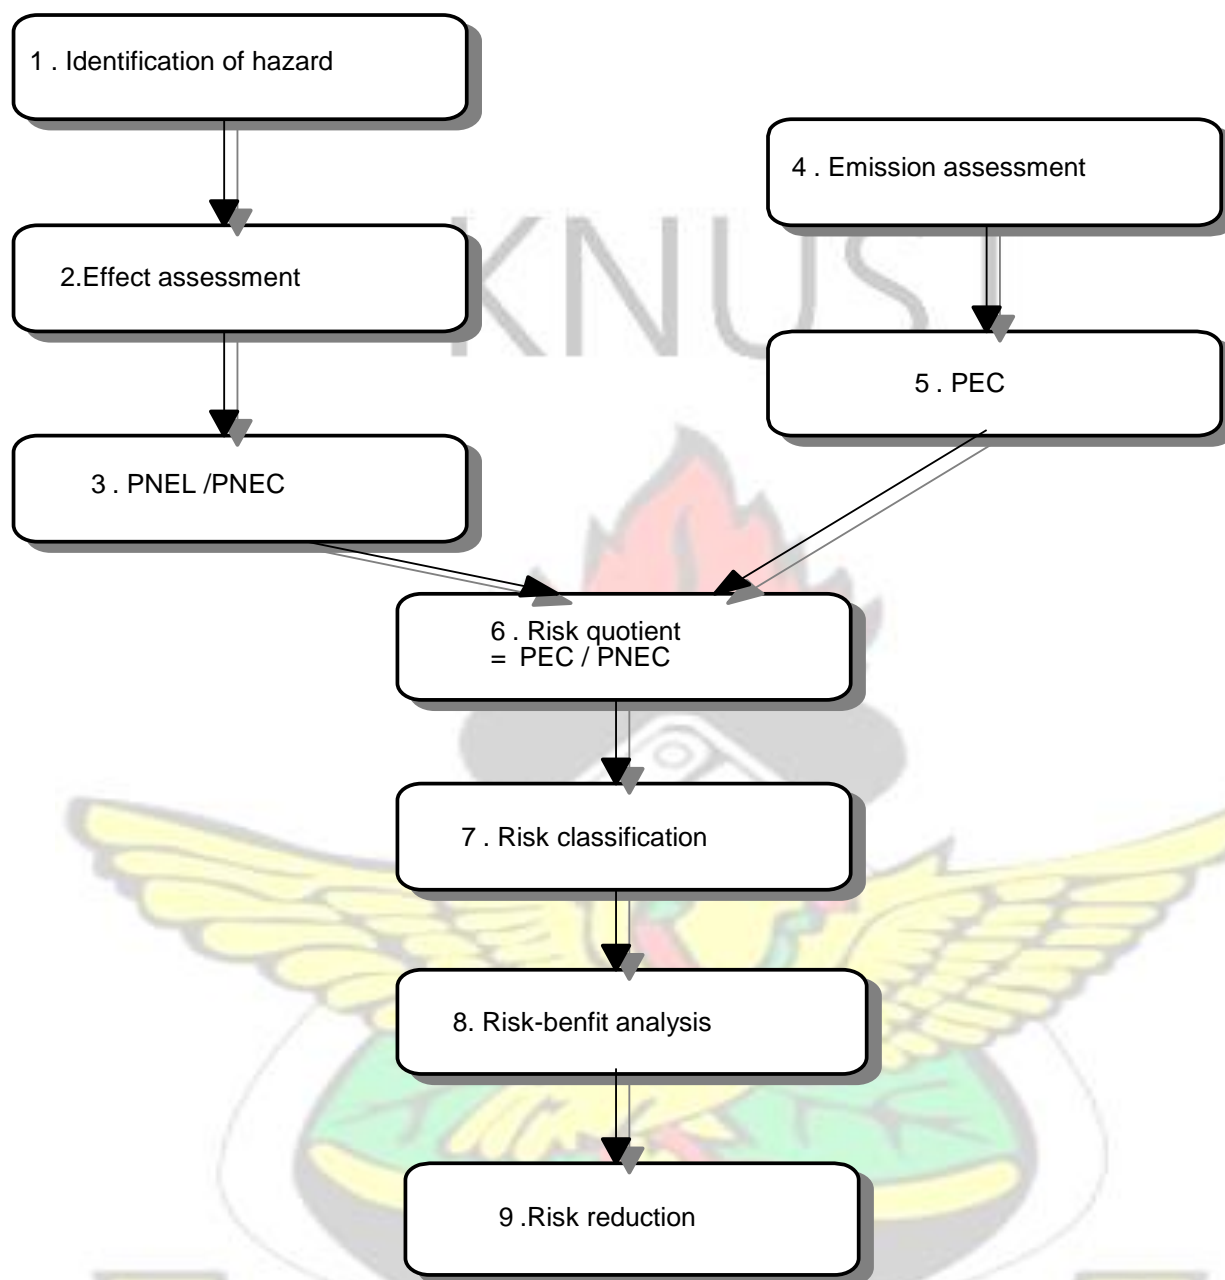 1 . Identification of hazard
4 . Emission assessment
KNUS
2.Effect assessment
5 . PEC
3 . PNEL /PNEC
6 . Risk quotient
= PEC / PNEC
7 . Risk classification
8. Risk-benfit analysis
9 .Risk reduction